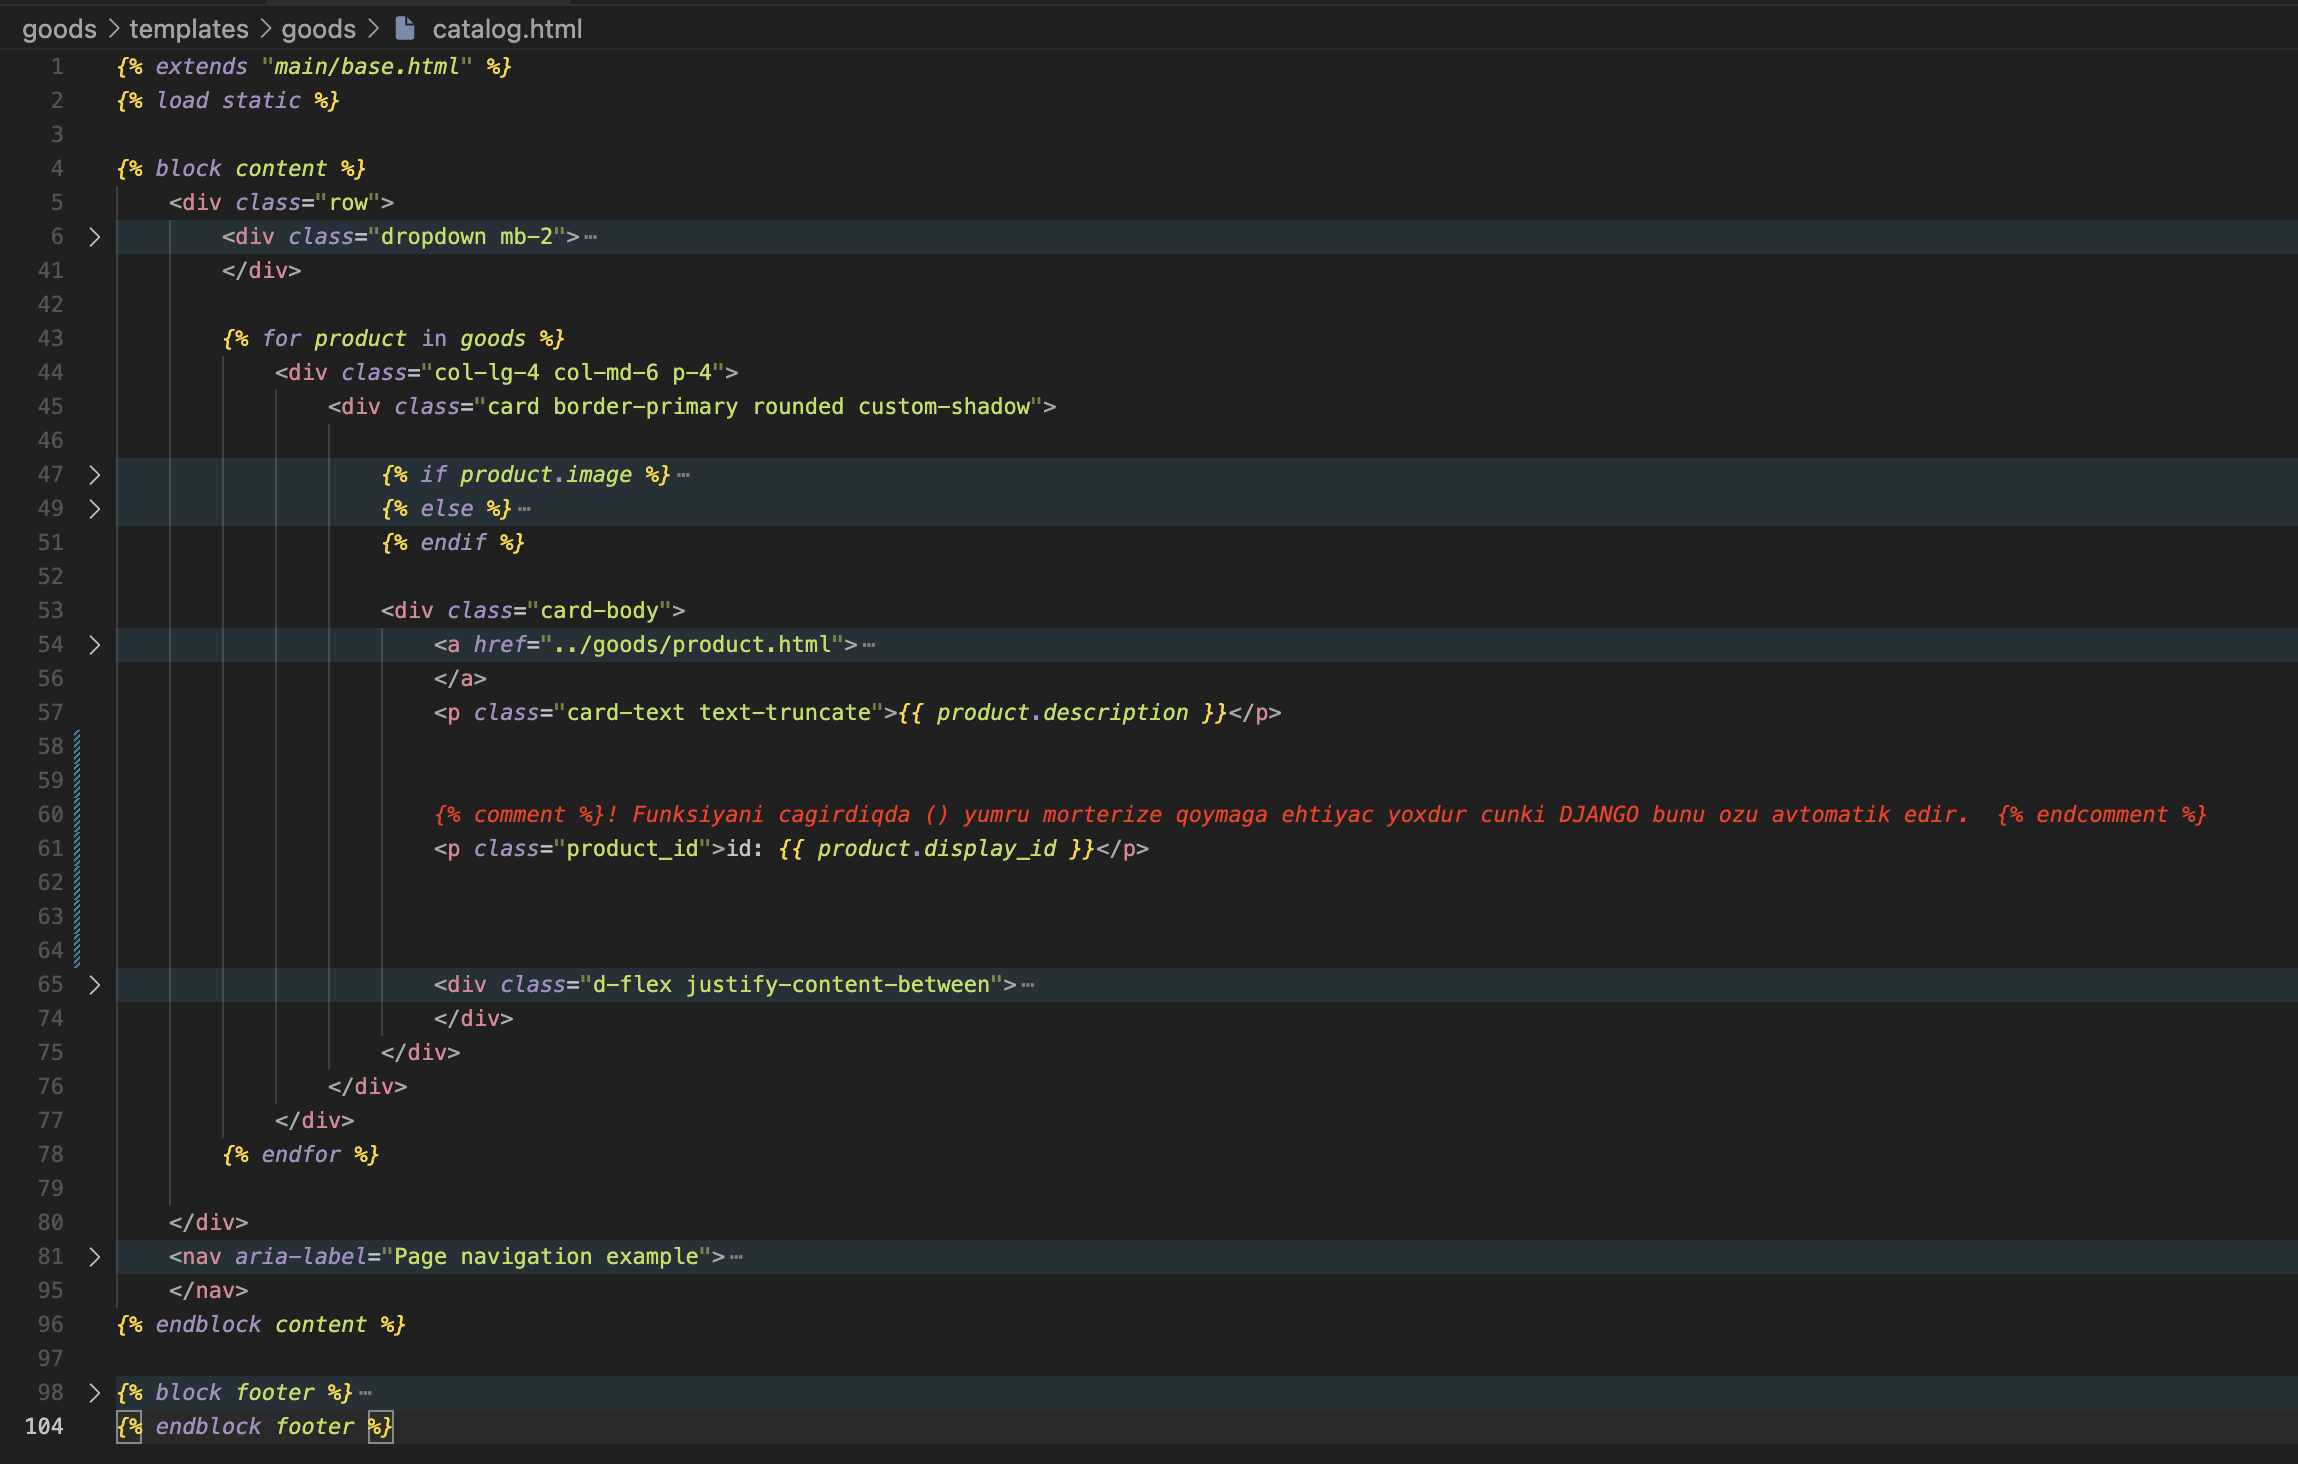 goods > templates > goods > catalog.html
1 {% extends "main/base.html" %}
2 {% load static %}
3
4 {% block content %}
5 <div class="row">
6 <div class="dropdown mb-2">…
41 </div>
42
43 {% for product in goods %}
44 <div class="col-lg-4 col-md-6 p-4">
45 <div class="card border-primary rounded custom-shadow">
46
47 {% if product.image %}…
49 {% else %}…
51 {% endif %}
52
53 <div class="card-body">
54 <a href="../goods/product.html">…
56 </a>
57 <p class="card-text text-truncate">{{ product.description }}</p>
58
59
60 {% comment %}! Funksiyani cagirdiqda () yumru morterize qoymaga ehtiyac yoxdur cunki DJANGO bunu ozu avtomatik edir. {% endcomment %}
61 <p class="product_id">id: {{ product.display_id }}</p>
62
63
64
65 <div class="d-flex justify-content-between">…
74 </div>
75 </div>
76 </div>
77 </div>
78 {% endfor %}
79
80 </div>
81 <nav aria-label="Page navigation example">…
95 </nav>
96 {% endblock content %}
97
98 {% block footer %}…
104 {% endblock footer %}